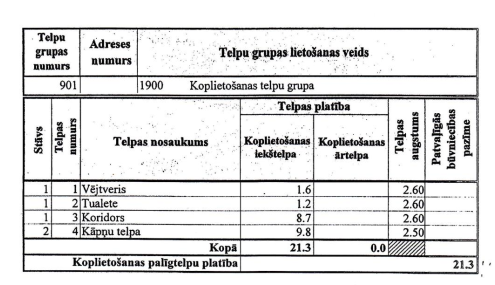 Telpu grupas numurs Adreses numurs Telpu grupas lietošanas veids
901 1900 Koplietošanas telpu grupa
Stāvs Telpas numurs Telpas nosaukums Telpas platība Koplietošanas iekštelpa Koplietošanas ārtelpa Telpas augstums Patvaļīgās būvniecības pazīme
1 1 Vējtveris 1.6 2.60
1 2 Tualete 1.2 2.60
1 3 Koridors 8.7 2.60
2 4 Kāpņu telpa 9.8 2.50
Kopā 21.3 0.0
Koplietošanas palīgtelpu platība 21.3